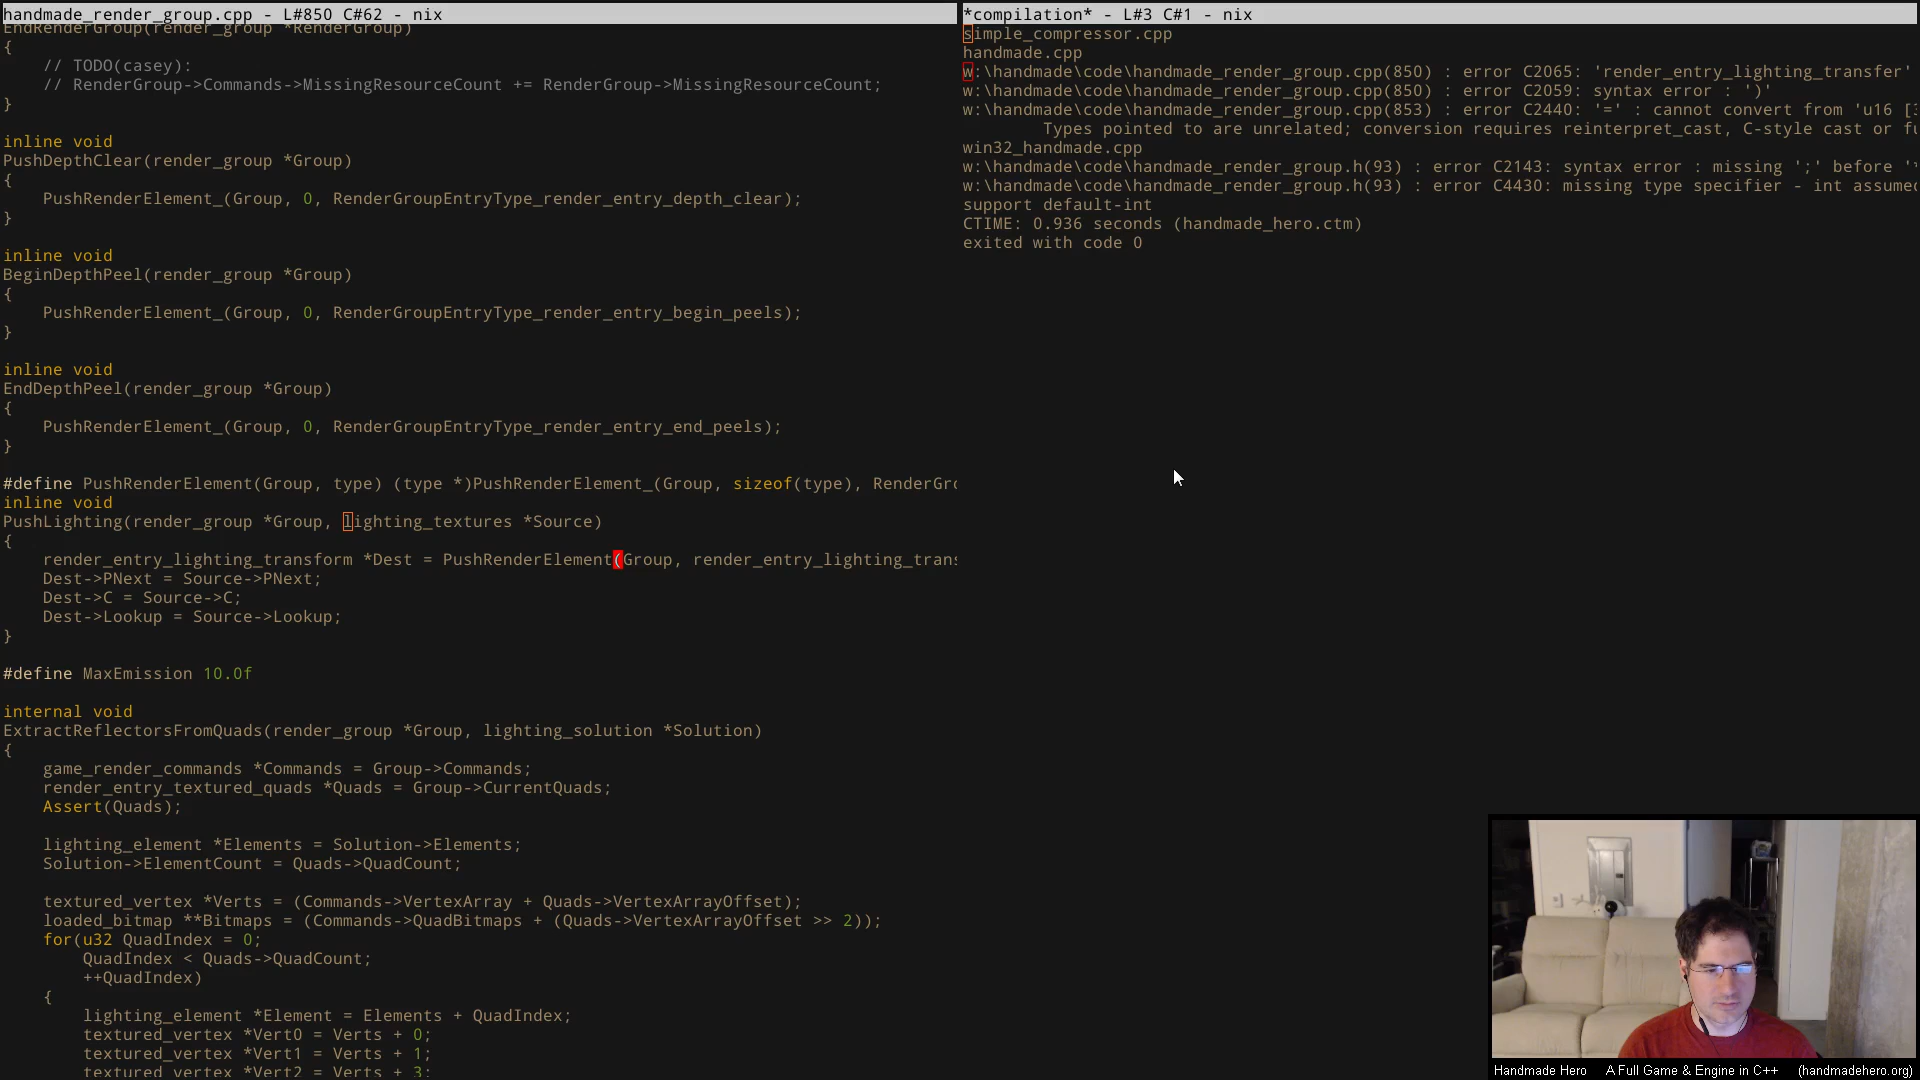 handmade_render_group.cpp - L#850 C#62 - nix
EndRenderGroup(render_group *RenderGroup)
{
    // TODO(casey):
    // RenderGroup->Commands->MissingResourceCount += RenderGroup->MissingResourceCount;
}
inline void
PushDepthClear(render_group *Group)
{
    PushRenderElement_(Group, 0, RenderGroupEntryType_render_entry_depth_clear);
}
inline void
BeginDepthPeel(render_group *Group)
{
    PushRenderElement_(Group, 0, RenderGroupEntryType_render_entry_begin_peels);
}
inline void
EndDepthPeel(render_group *Group)
{
    PushRenderElement_(Group, 0, RenderGroupEntryType_render_entry_end_peels);
}
#define PushRenderElement(Group, type) (type *)PushRenderElement_(Group, sizeof(type), RenderGro
inline void
PushLighting(render_group *Group, lighting_textures *Source)
{
    render_entry_lighting_transform *Dest = PushRenderElement(Group, render_entry_lighting_trans
    Dest->PNext = Source->PNext;
    Dest->C = Source->C;
    Dest->Lookup = Source->Lookup;
}
#define MaxEmission 10.0f
internal void
ExtractReflectorsFromQuads(render_group *Group, lighting_solution *Solution)
{
    game_render_commands *Commands = Group->Commands;
    render_entry_textured_quads *Quads = Group->CurrentQuads;
    Assert(Quads);
    lighting_element *Elements = Solution->Elements;
    Solution->ElementCount = Quads->QuadCount;
    textured_vertex *Verts = (Commands->VertexArray + Quads->VertexArrayOffset);
    loaded_bitmap **Bitmaps = (Commands->QuadBitmaps + (Quads->VertexArrayOffset >> 2));
    for(u32 QuadIndex = 0;
        QuadIndex < Quads->QuadCount;
        ++QuadIndex)
    {
        lighting_element *Element = Elements + QuadIndex;
        textured_vertex *Vert0 = Verts + 0;
        textured_vertex *Vert1 = Verts + 1;
        textured_vertex *Vert2 = Verts + 3;
*compilation* - L#3 C#1 - nix
simple_compressor.cpp
handmade.cpp
w:\handmade\code\handmade_render_group.cpp(850) : error C2065: 'render_entry_lighting_transfer'
w:\handmade\code\handmade_render_group.cpp(850) : error C2059: syntax error : ')'
w:\handmade\code\handmade_render_group.cpp(853) : error C2440: '=' : cannot convert from 'u16 [3
        Types pointed to are unrelated; conversion requires reinterpret_cast, C-style cast or fu
win32_handmade.cpp
w:\handmade\code\handmade_render_group.h(93) : error C2143: syntax error : missing ';' before '*
w:\handmade\code\handmade_render_group.h(93) : error C4430: missing type specifier - int assumed
support default-int
CTIME: 0.936 seconds (handmade_hero.ctm)
exited with code 0
Handmade Hero A Full Game & Engine in C++ (handmadehero.org)